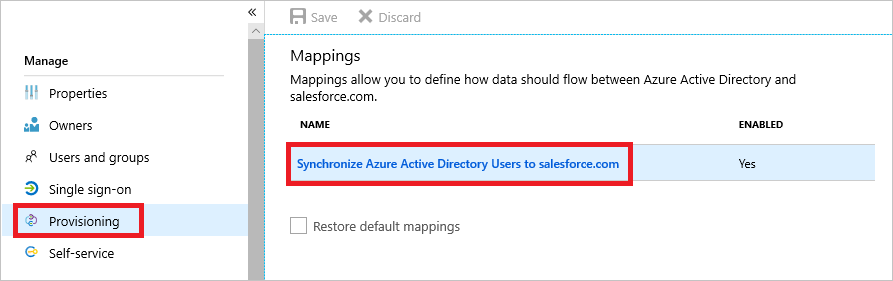 «
Save Discard
Manage
Properties
Owners
Users and groups
Single sign-on
Provisioning
Self-service
Mappings
Mappings allow you to define how data should flow between Azure Active Directory and
salesforce.com.
NAME ENABLED
Synchronize Azure Active Directory Users to salesforce.com Yes
Restore default mappings